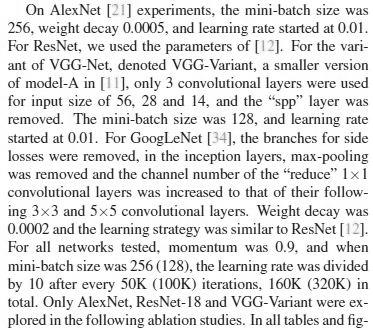 On AlexNet [21] experiments, the mini-batch size was
256, weight decay 0.0005, and learning rate started at 0.01.
For ResNet, we used the parameters of [12]. For the vari-
ant of VGG-Net, denoted VGG-Variant, a smaller version
of model-A in [11], only 3 convolutional layers were used
for input size of 56, 28 and 14, and the “spp” layer was
removed. The mini-batch size was 128, and learning rate
started at 0.01. For GoogLeNet [34], the branches for side
losses were removed, in the inception layers, max-pooling
was removed and the channel number of the “reduce” 1×1
convolutional layers was increased to that of their follow-
ing 3×3 and 5×5 convolutional layers. Weight decay was
0.0002 and the learning strategy was similar to ResNet [12].
For all networks tested, momentum was 0.9, and when
mini-batch size was 256 (128), the learning rate was divided
by 10 after every 50K (100K) iterations, 160K (320K) in
total. Only AlexNet, ResNet-18 and VGG-Variant were ex-
plored in the following ablation studies. In all tables and fig-